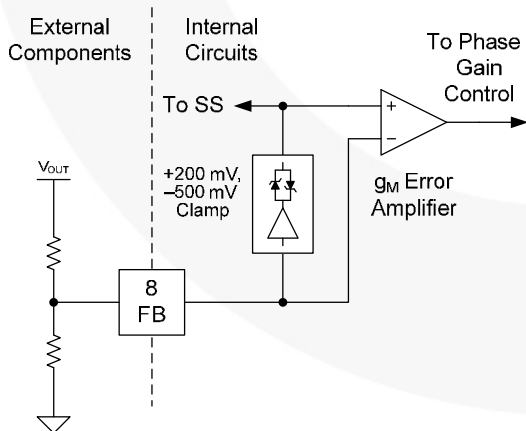 External
Components
Internal
Circuits
To Phase
Gain
Control
To SS
+
−
+200 mV,
–500 mV
Clamp
gM Error
Amplifier
VOUT
8
FB